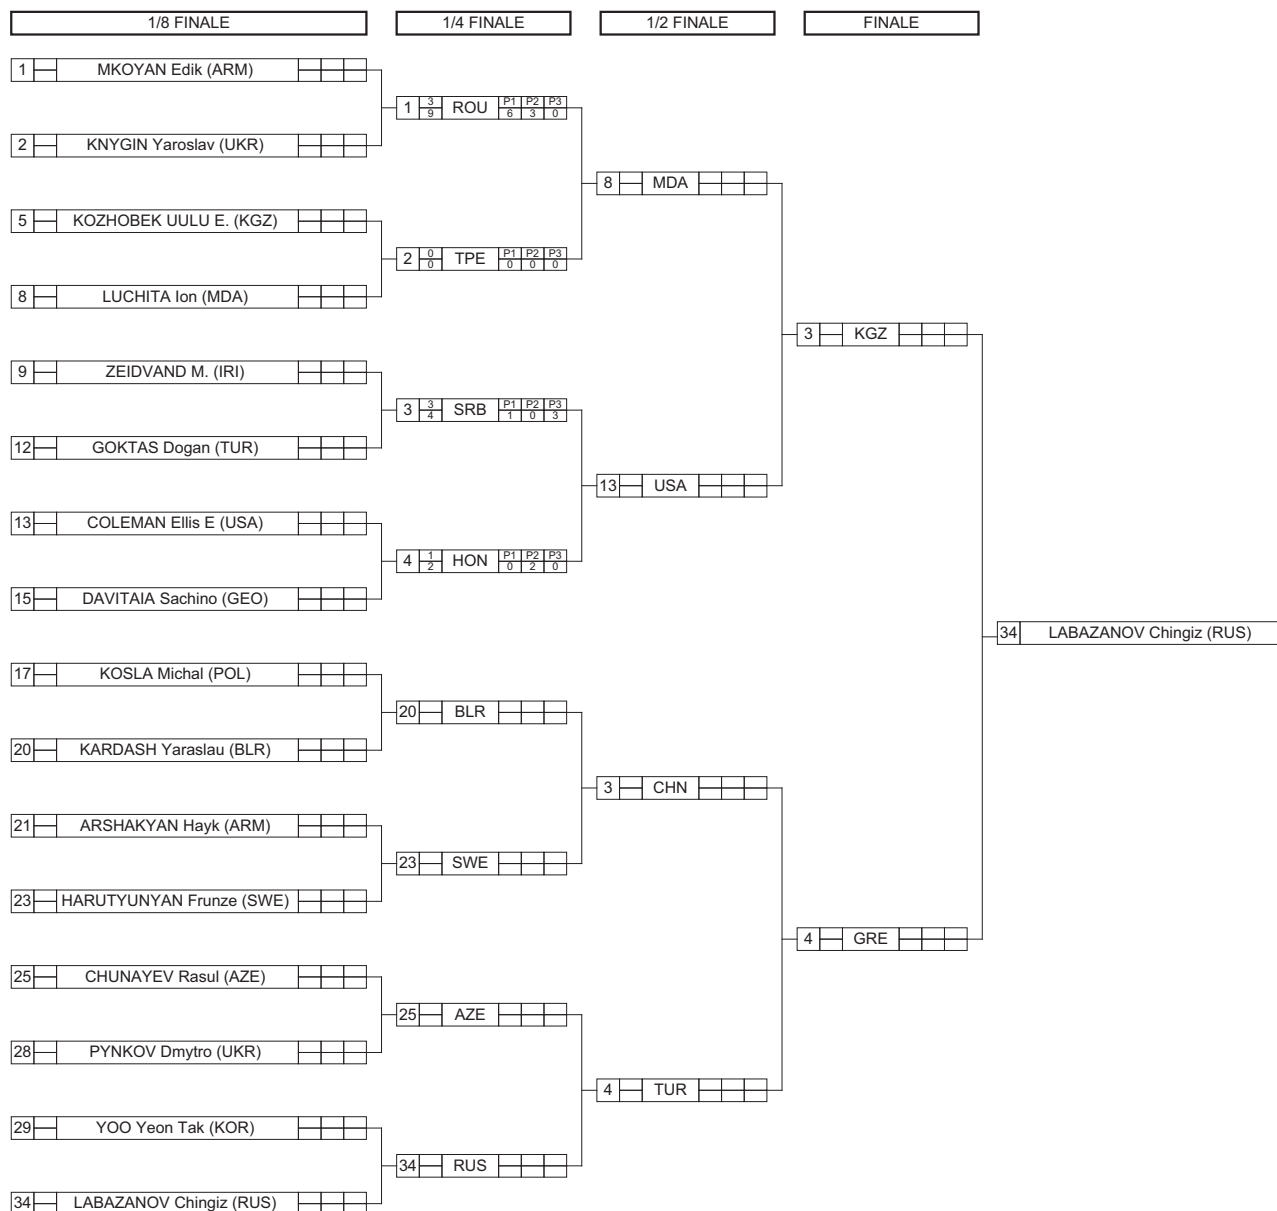 1/8 FINALE 1/4 FINALE 1/2 FINALE FINALE
1 MKOYAN Edik (ARM)
1 3 9 ROU P1 P2 P3 6 3 0
2 KNYGIN Yaroslav (UKR)
8 MDA
5 KOZHOBEK UULU E. (KGZ)
2 0 0 TPE P1 P2 P3 0 0 0
8 LUCHITA Ion (MDA)
3 KGZ
9 ZEIDVAND M. (IRI)
3 3 4 SRB P1 P2 P3 1 0 3
12 GOKTAS Dogan (TUR)
13 USA
13 COLEMAN Ellis E (USA)
4 1 2 HON P1 P2 P3 0 2 0
15 DAVITAIA Sachino (GEO)
34 LABAZANOV Chingiz (RUS)
17 KOSLA Michal (POL)
20 BLR
20 KARDASH Yaraslau (BLR)
3 CHN
21 ARSHAKYAN Hayk (ARM)
23 SWE
23 HARUTYUNYAN Frunze (SWE)
4 GRE
25 CHUNAYEV Rasul (AZE)
25 AZE
28 PYNKOV Dmytro (UKR)
4 TUR
29 YOO Yeon Tak (KOR)
34 RUS
34 LABAZANOV Chingiz (RUS)